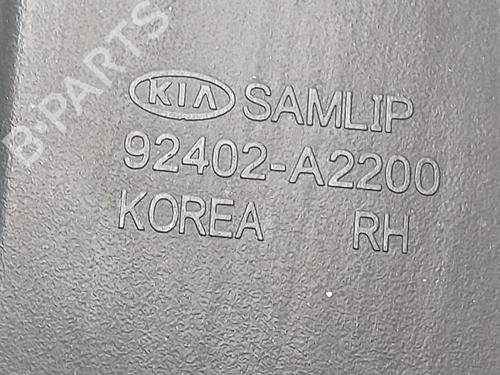 B-PARTS
KIA SAMLIP
92402-A2200
KOREA RH